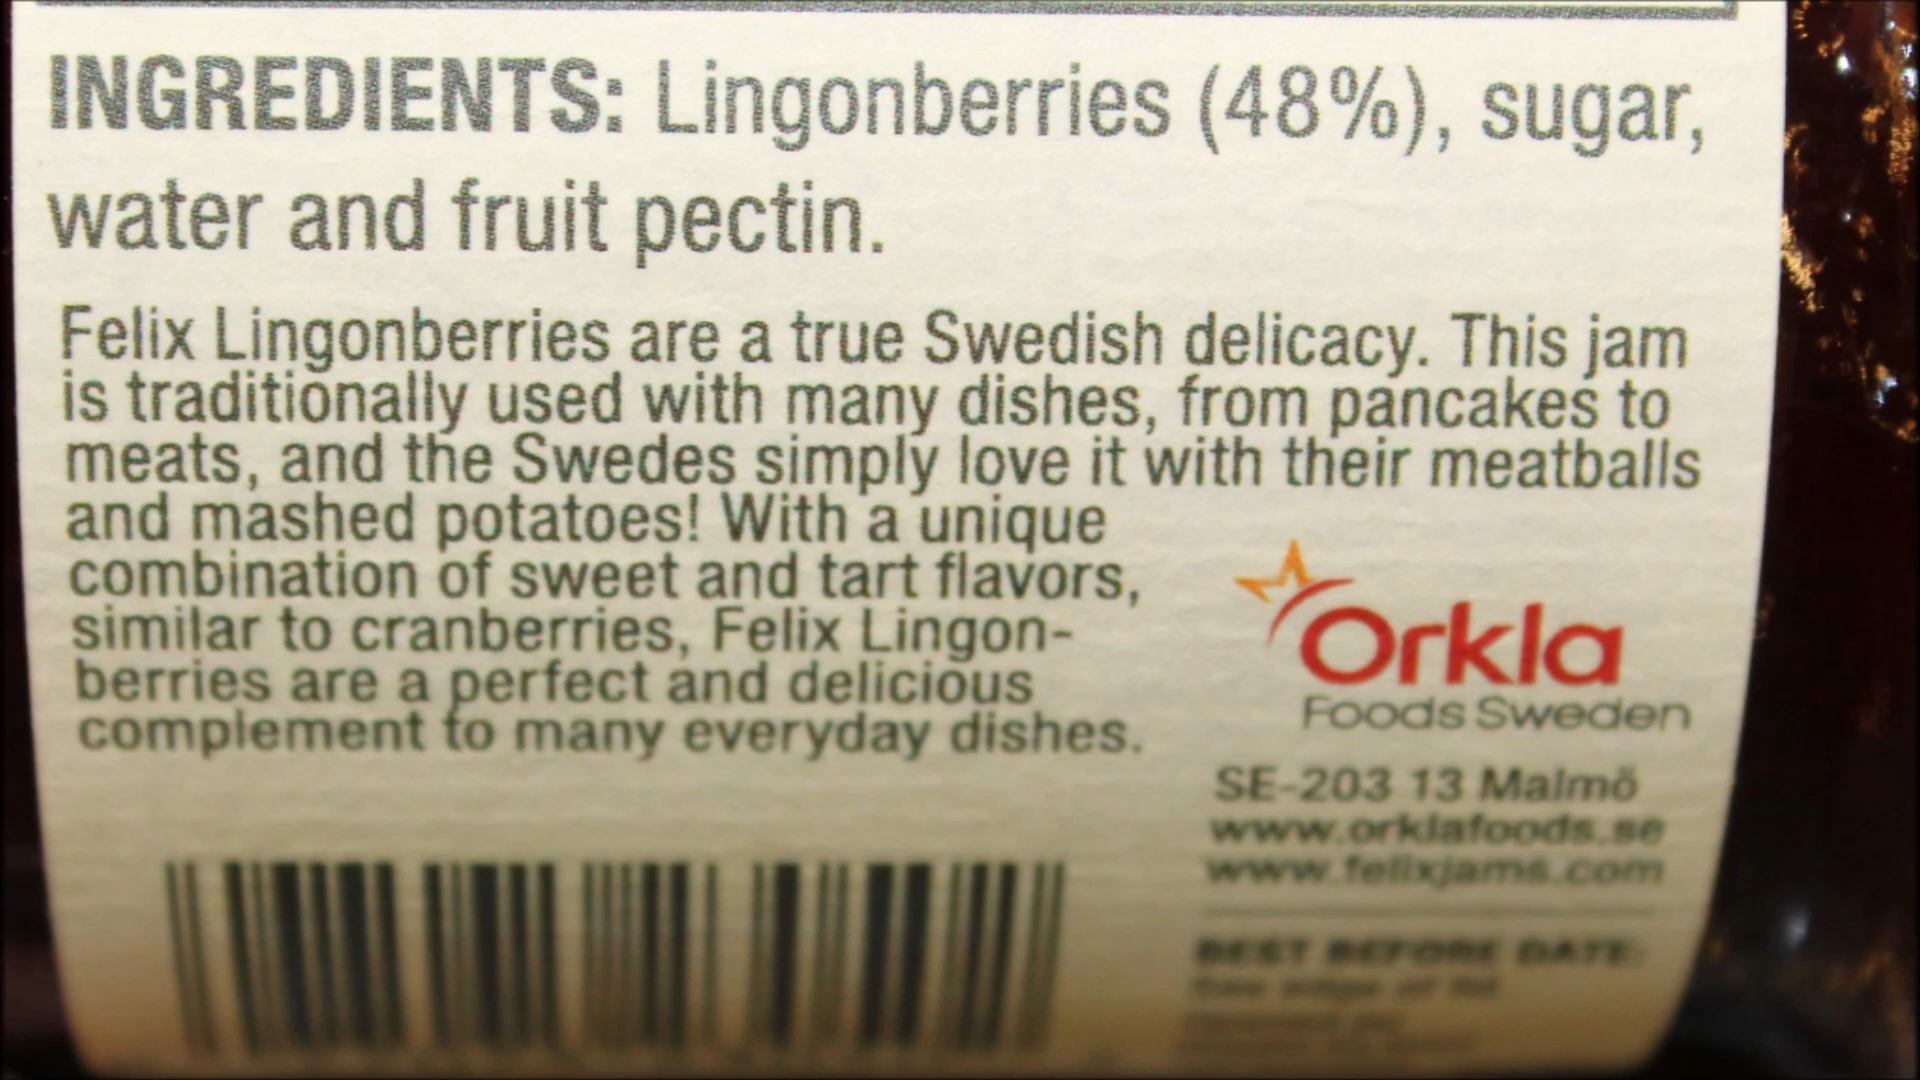 INGREDIENTS: Lingonberries (48%), sugar,
water and fruit pectin.
Felix Lingonberries are a true Swedish delicacy. This jam
is traditionally used with many dishes, from pancakes to
meats, and the Swedes simply love it with their meatballs
and mashed potatoes! With a unique
combination of sweet and tart flavors,
similar to cranberries, Felix Lingon-
berries are a perfect and delicious
complement to many everyday dishes.
Orkla
Foods Sweden
SE-203 13 Malmö
www.orklafoods.se
www.felixjams.com
BEST BEFORE DATE:
See edge of lid